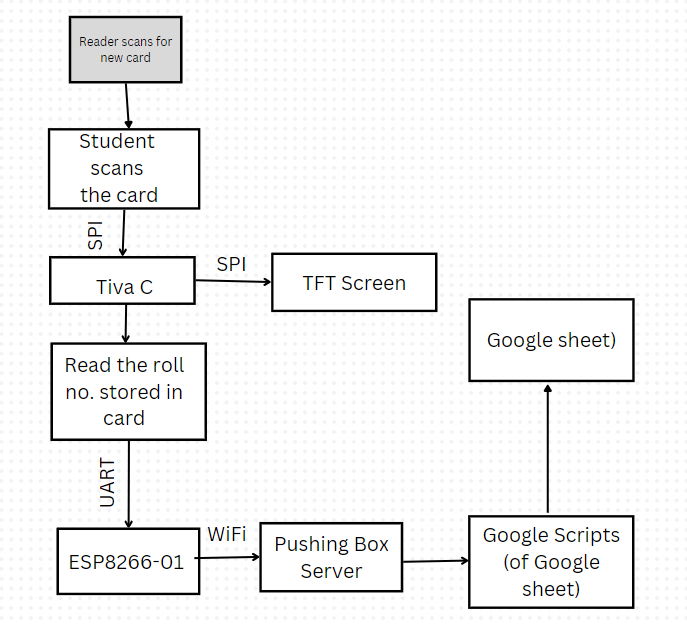 Reader scans for
new card
Student
scans
the card
SPI
Tiva C
SPI
TFT Screen
Read the roll
no. stored in
card
UART
ESP8266-01
WiFi
Pushing Box
Server
Google Scripts
(of Google
sheet)
Google sheet)